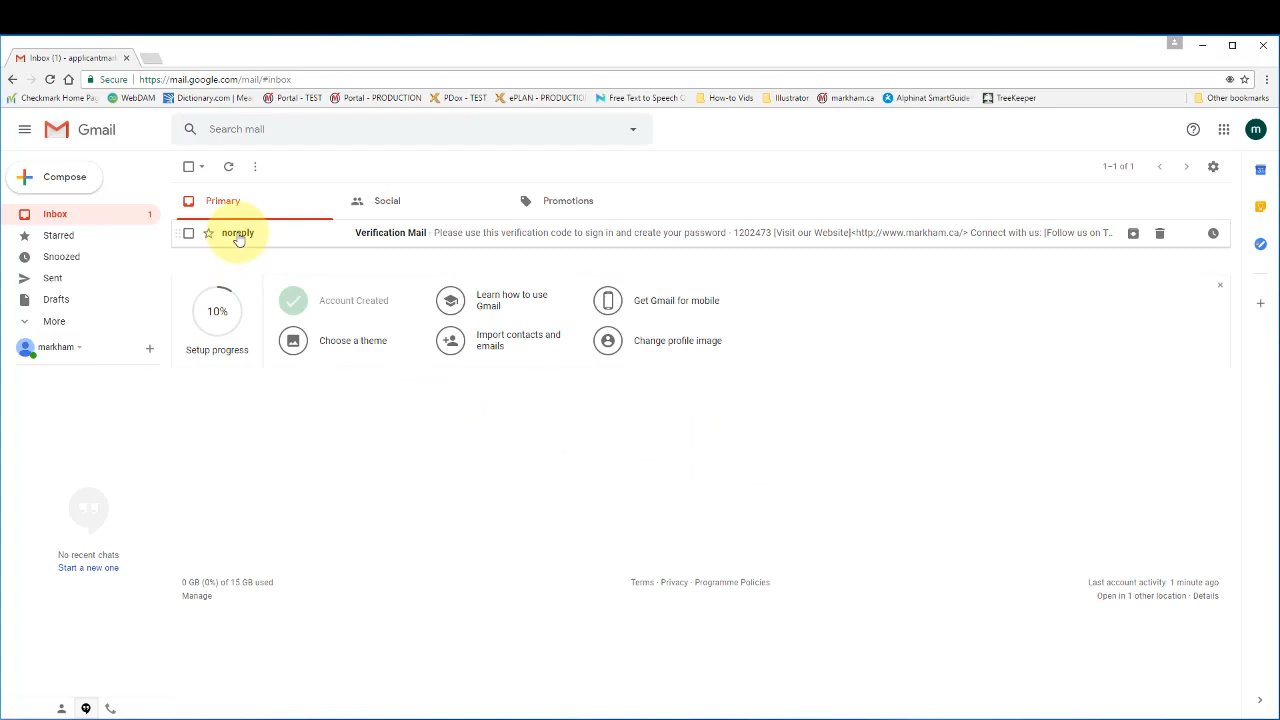 Inbox (1) - applicantmark
Secure https://mail.google.com/mail/#inbox
Checkmark Home Pag WebDAM Dictionary.com | Mea Portal - TEST Portal - PRODUCTION PDox - TEST ePLAN - PRODUCTIO Free Text to Speech O How-to Vids Illustrator markham.ca Alphinat SmartGuide TreeKeeper Other bookmarks
Gmail
Search mail
m
Compose
1–1 of 1
Inbox 1
Starred
Snoozed
Sent
Drafts
More
markham
Primary Social Promotions
noreply Verification Mail - Please use this verification code to sign in and create your password - 1202473 [Visit our Website]<http://www.markham.ca/> Connect with us: [Follow us on T...
10%
Setup progress
Account Created
Learn how to use
Gmail
Get Gmail for mobile
Choose a theme
Import contacts and
emails
Change profile image
No recent chats
Start a new one
0 GB (0%) of 15 GB used
Manage
Terms - Privacy - Programme Policies
Last account activity: 1 minute ago
Open in 1 other location - Details